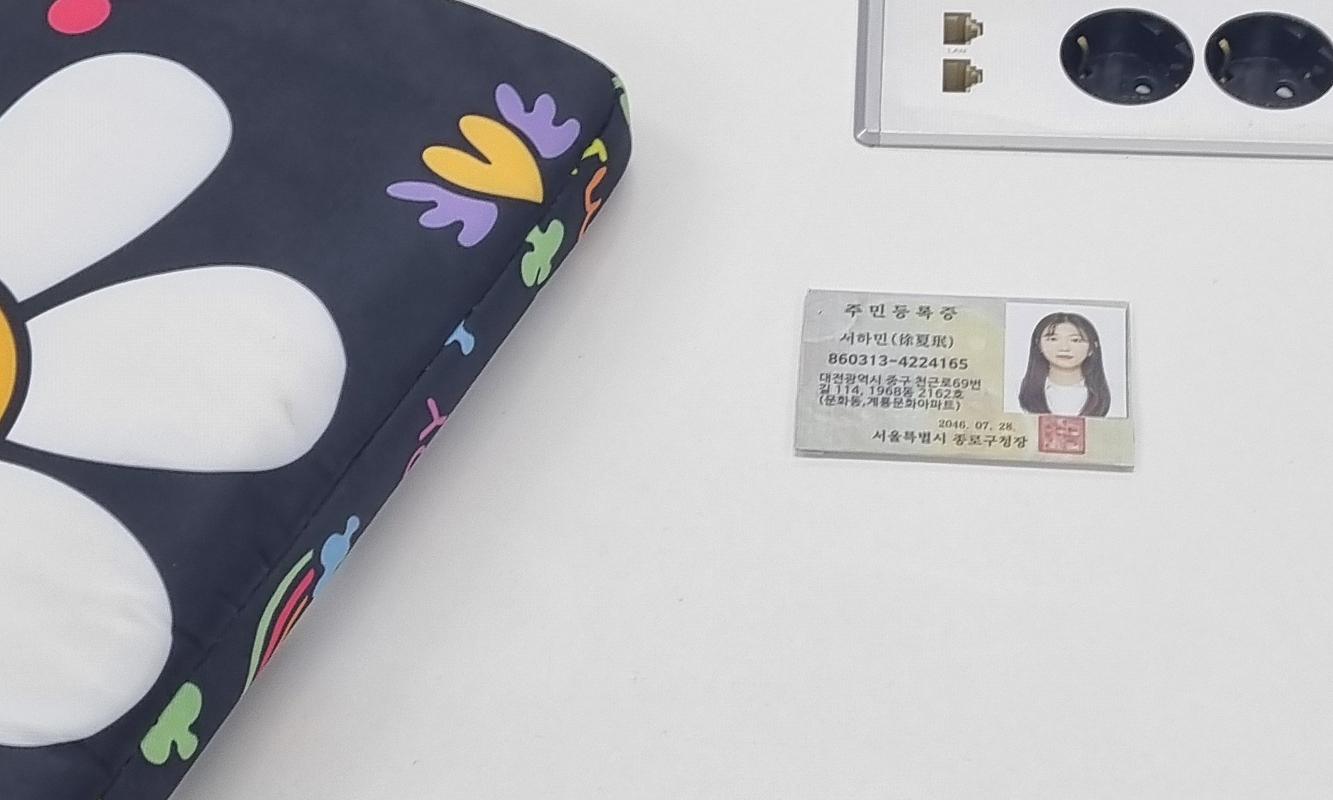 LAN
주민등록증
서하민(徐夏珉)
860313-4224165
대전광역시 중구 천근로69번
길 114, 1968동 2162호
(문화동,계룡문화아파트)
2046. 07. 28.
서울특별시 종로구청장